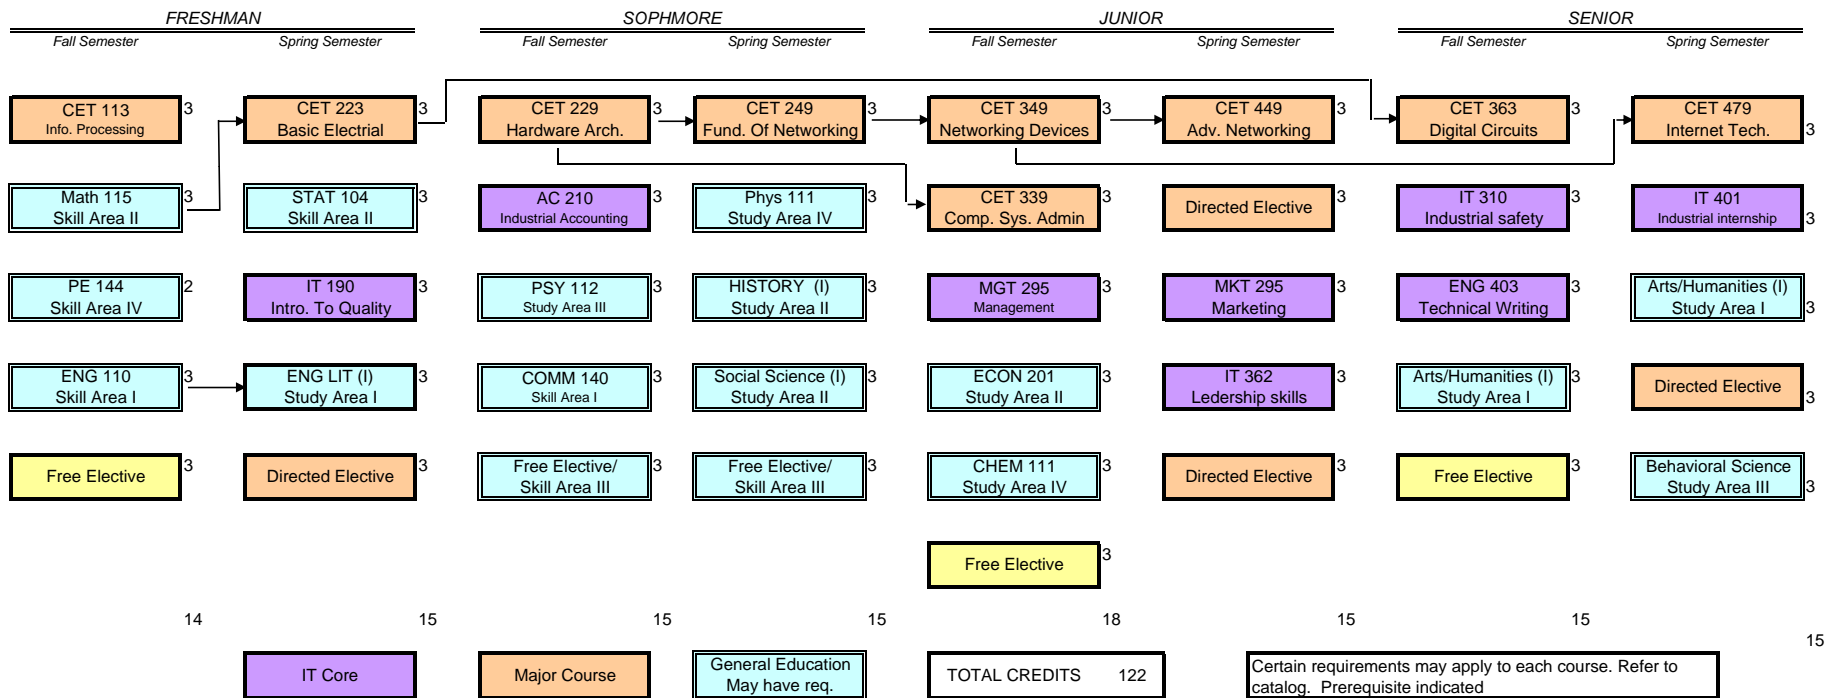 FRESHMAN SOPHMORE JUNIOR SENIOR
Fall Semester Spring Semester Fall Semester Spring Semester Fall Semester Spring Semester Fall Semester Spring Semester
CET 113 3 CET 223 3 CET 229 3 CET 249 3 CET 349 3 CET 449 3 CET 363 3 CET 479
Info. Processing Basic Electrial Hardware Arch. Fund. Of Networking Networking Devices Adv. Networking Digital Circuits Internet Tech. 3
Math 115 3 STAT 104 3 AC 210 3 Phys 111 3 CET 339 3 Directed Elective 3 IT 310 3 IT 401
Skill Area II Skill Area II Industrial Accounting Study Area IV Comp. Sys. Admin Industrial safety Industrial internship 3
PE 144 2 IT 190 3 PSY 112 3 HISTORY (I) 3 MGT 295 3 MKT 295 3 ENG 403 3 Arts/Humanities (I)
Skill Area IV Intro. To Quality Study Area III Study Area II Management Marketing Technical Writing Study Area I 3
ENG 110 3 ENG LIT (I) 3 COMM 140 3 Social Science (I) 3 ECON 201 3 IT 362 3 Arts/Humanities (I) 3 Directed Elective
Skill Area I Study Area I Skill Area I Study Area II Study Area II Ledership skills Study Area I 3
Free Elective 3 Directed Elective 3 Free Elective/ 3 Free Elective/ 3 CHEM 111 3 Directed Elective 3 Free Elective 3 Behavioral Science
Skill Area III Skill Area III Study Area IV Study Area III 3
Free Elective 3
14 15 15 15 18 15 15 15
IT Core Major Course General Education TOTAL CREDITS 122 Certain requirements may apply to each course. Refer to
May have req. catalog. Prerequisite indicated